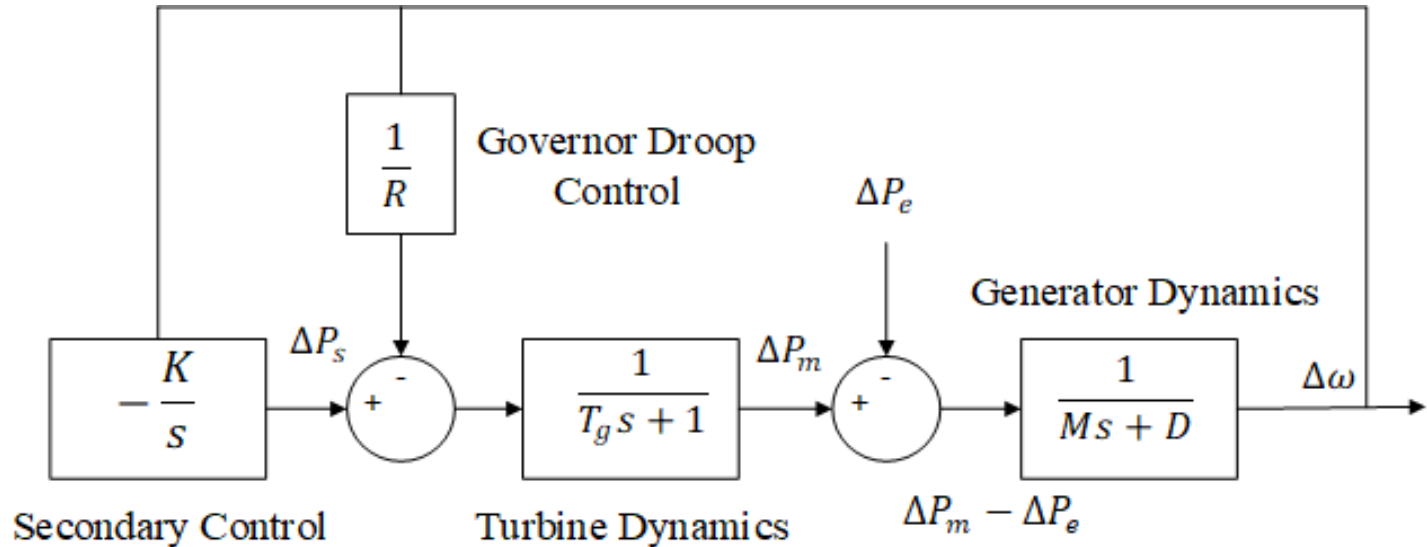 1
R
Governor Droop
Control
ΔPₑ
Generator Dynamics
− K
s
ΔPₛ
-
+
1
T_g s + 1
ΔPₘ
-
+
1
Ms + D
Δω
Secondary Control
Turbine Dynamics
ΔPₘ − ΔPₑ